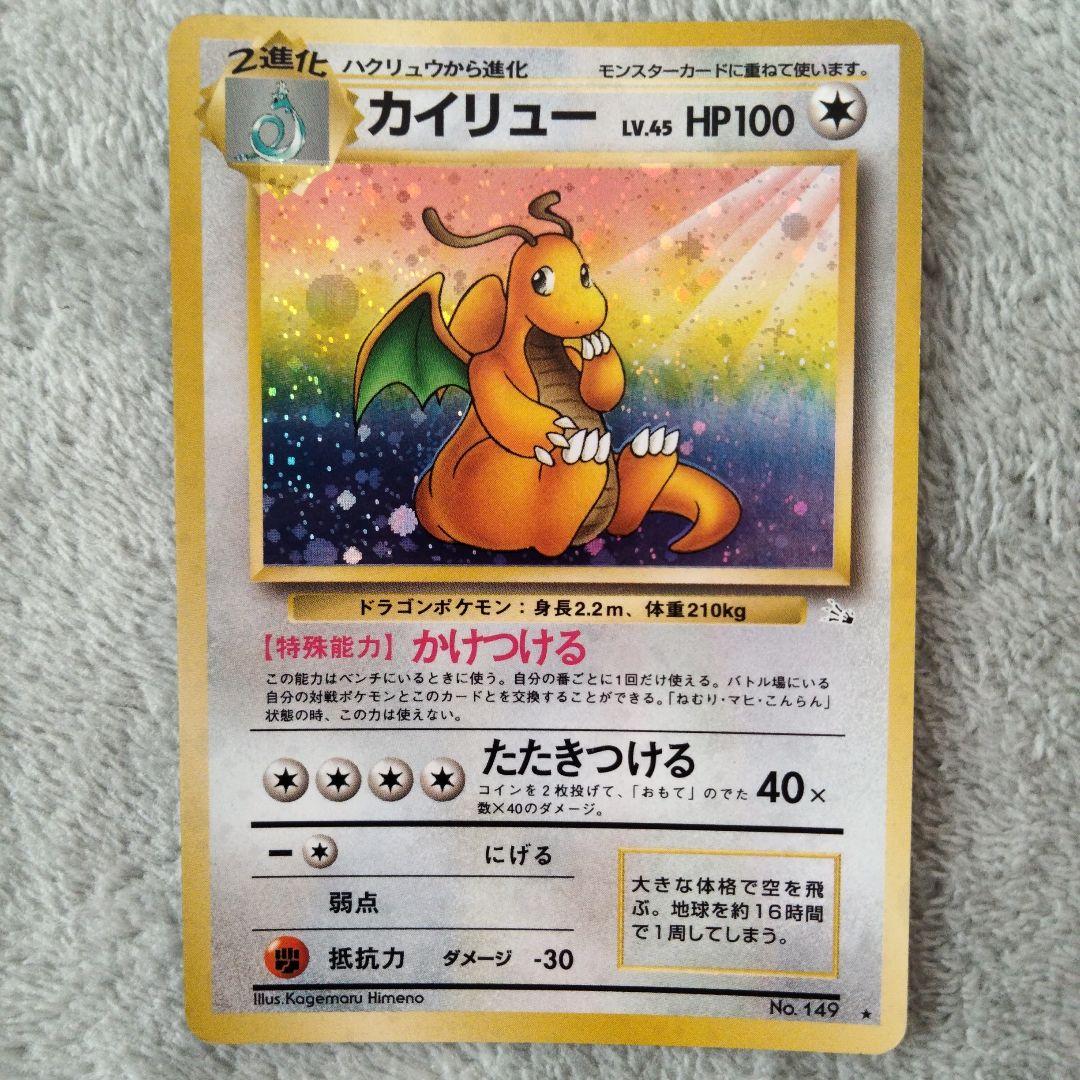 2進化 ハクリュウから進化 モンスターカードに重ねて使います。
カイリュー LV.45 HP100
ドラゴンポケモン：身長2.2m、体重210kg
【特殊能力】かけつける
この能力はベンチにいるときに使う。自分の番ごとに1回だけ使える。バトル場にいる
自分の対戦ポケモンとこのカードとを交換することができる。「ねむり・マヒ・こんらん」
状態の時、この力は使えない。
たたきつける
コインを2枚投げて、「おもて」のでた
数×40のダメージ。
40×
にげる
弱点
抵抗力 ダメージ -30
大きな体格で空を飛
ぶ。地球を約16時間
で1周してしまう。
Illus.Kagemaru Himeno
No. 149 ★